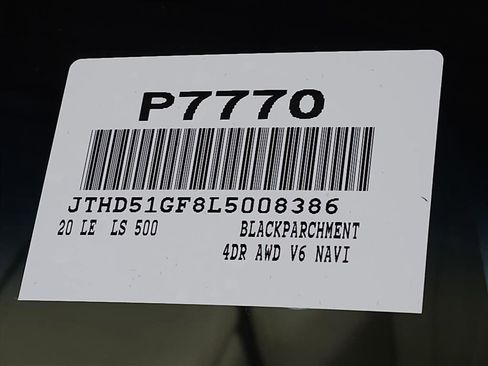 P7770
JTHD51GF8L5008386
20 LE LS 500 BLACKPARCHMENT
4DR AWD V6 NAVI